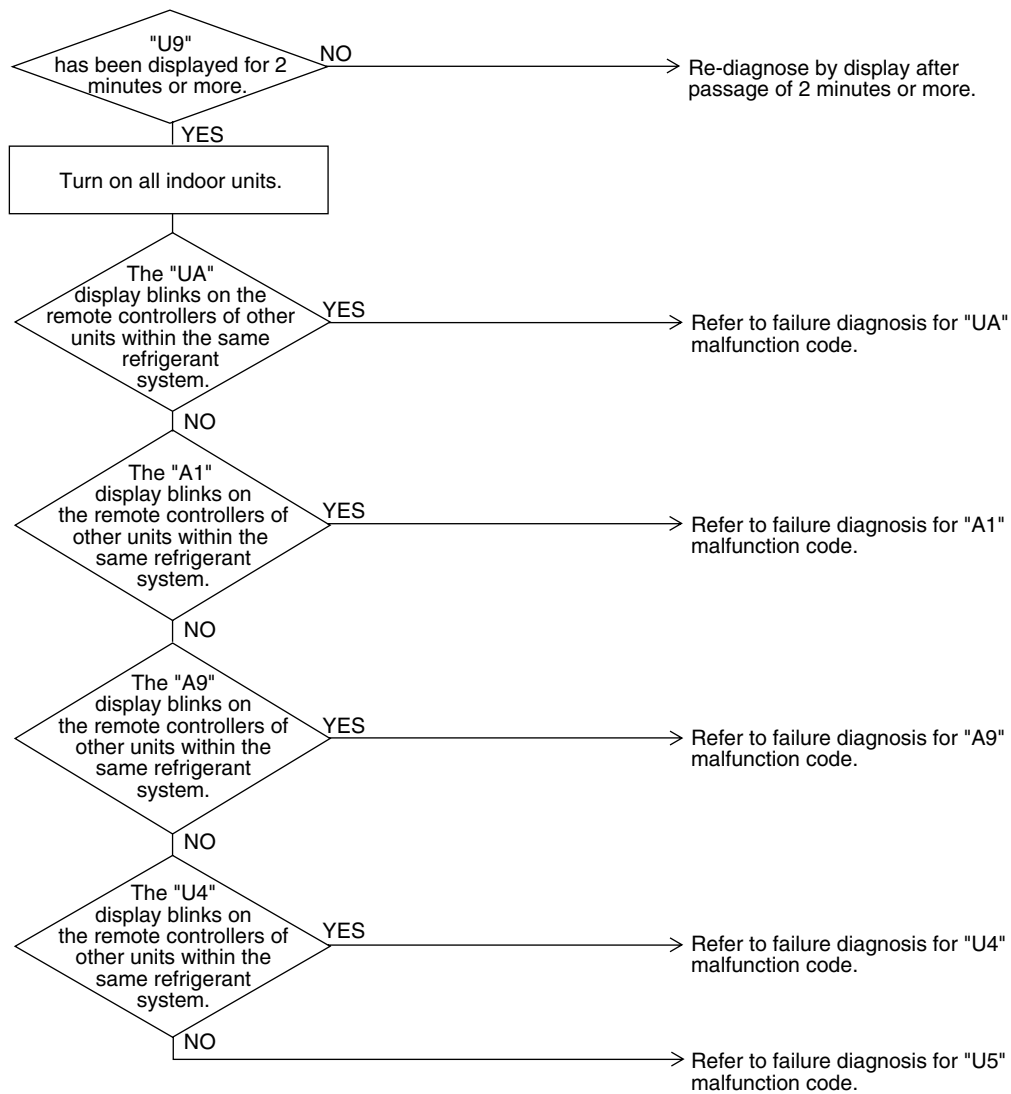 "U9"
has been displayed for 2
minutes or more.
NO
Re-diagnose by display after
passage of 2 minutes or more.
YES
Turn on all indoor units.
The "UA"
display blinks on the
remote controllers of other
units within the same
refrigerant
system.
YES
Refer to failure diagnosis for "UA"
malfunction code.
NO
The "A1"
display blinks on
the remote controllers of
other units within the
same refrigerant
system.
YES
Refer to failure diagnosis for "A1"
malfunction code.
NO
The "A9"
display blinks on
the remote controllers of
other units within the
same refrigerant
system.
YES
Refer to failure diagnosis for "A9"
malfunction code.
NO
The "U4"
display blinks on
the remote controllers of
other units within the
same refrigerant
system.
YES
Refer to failure diagnosis for "U4"
malfunction code.
NO
Refer to failure diagnosis for "U5"
malfunction code.